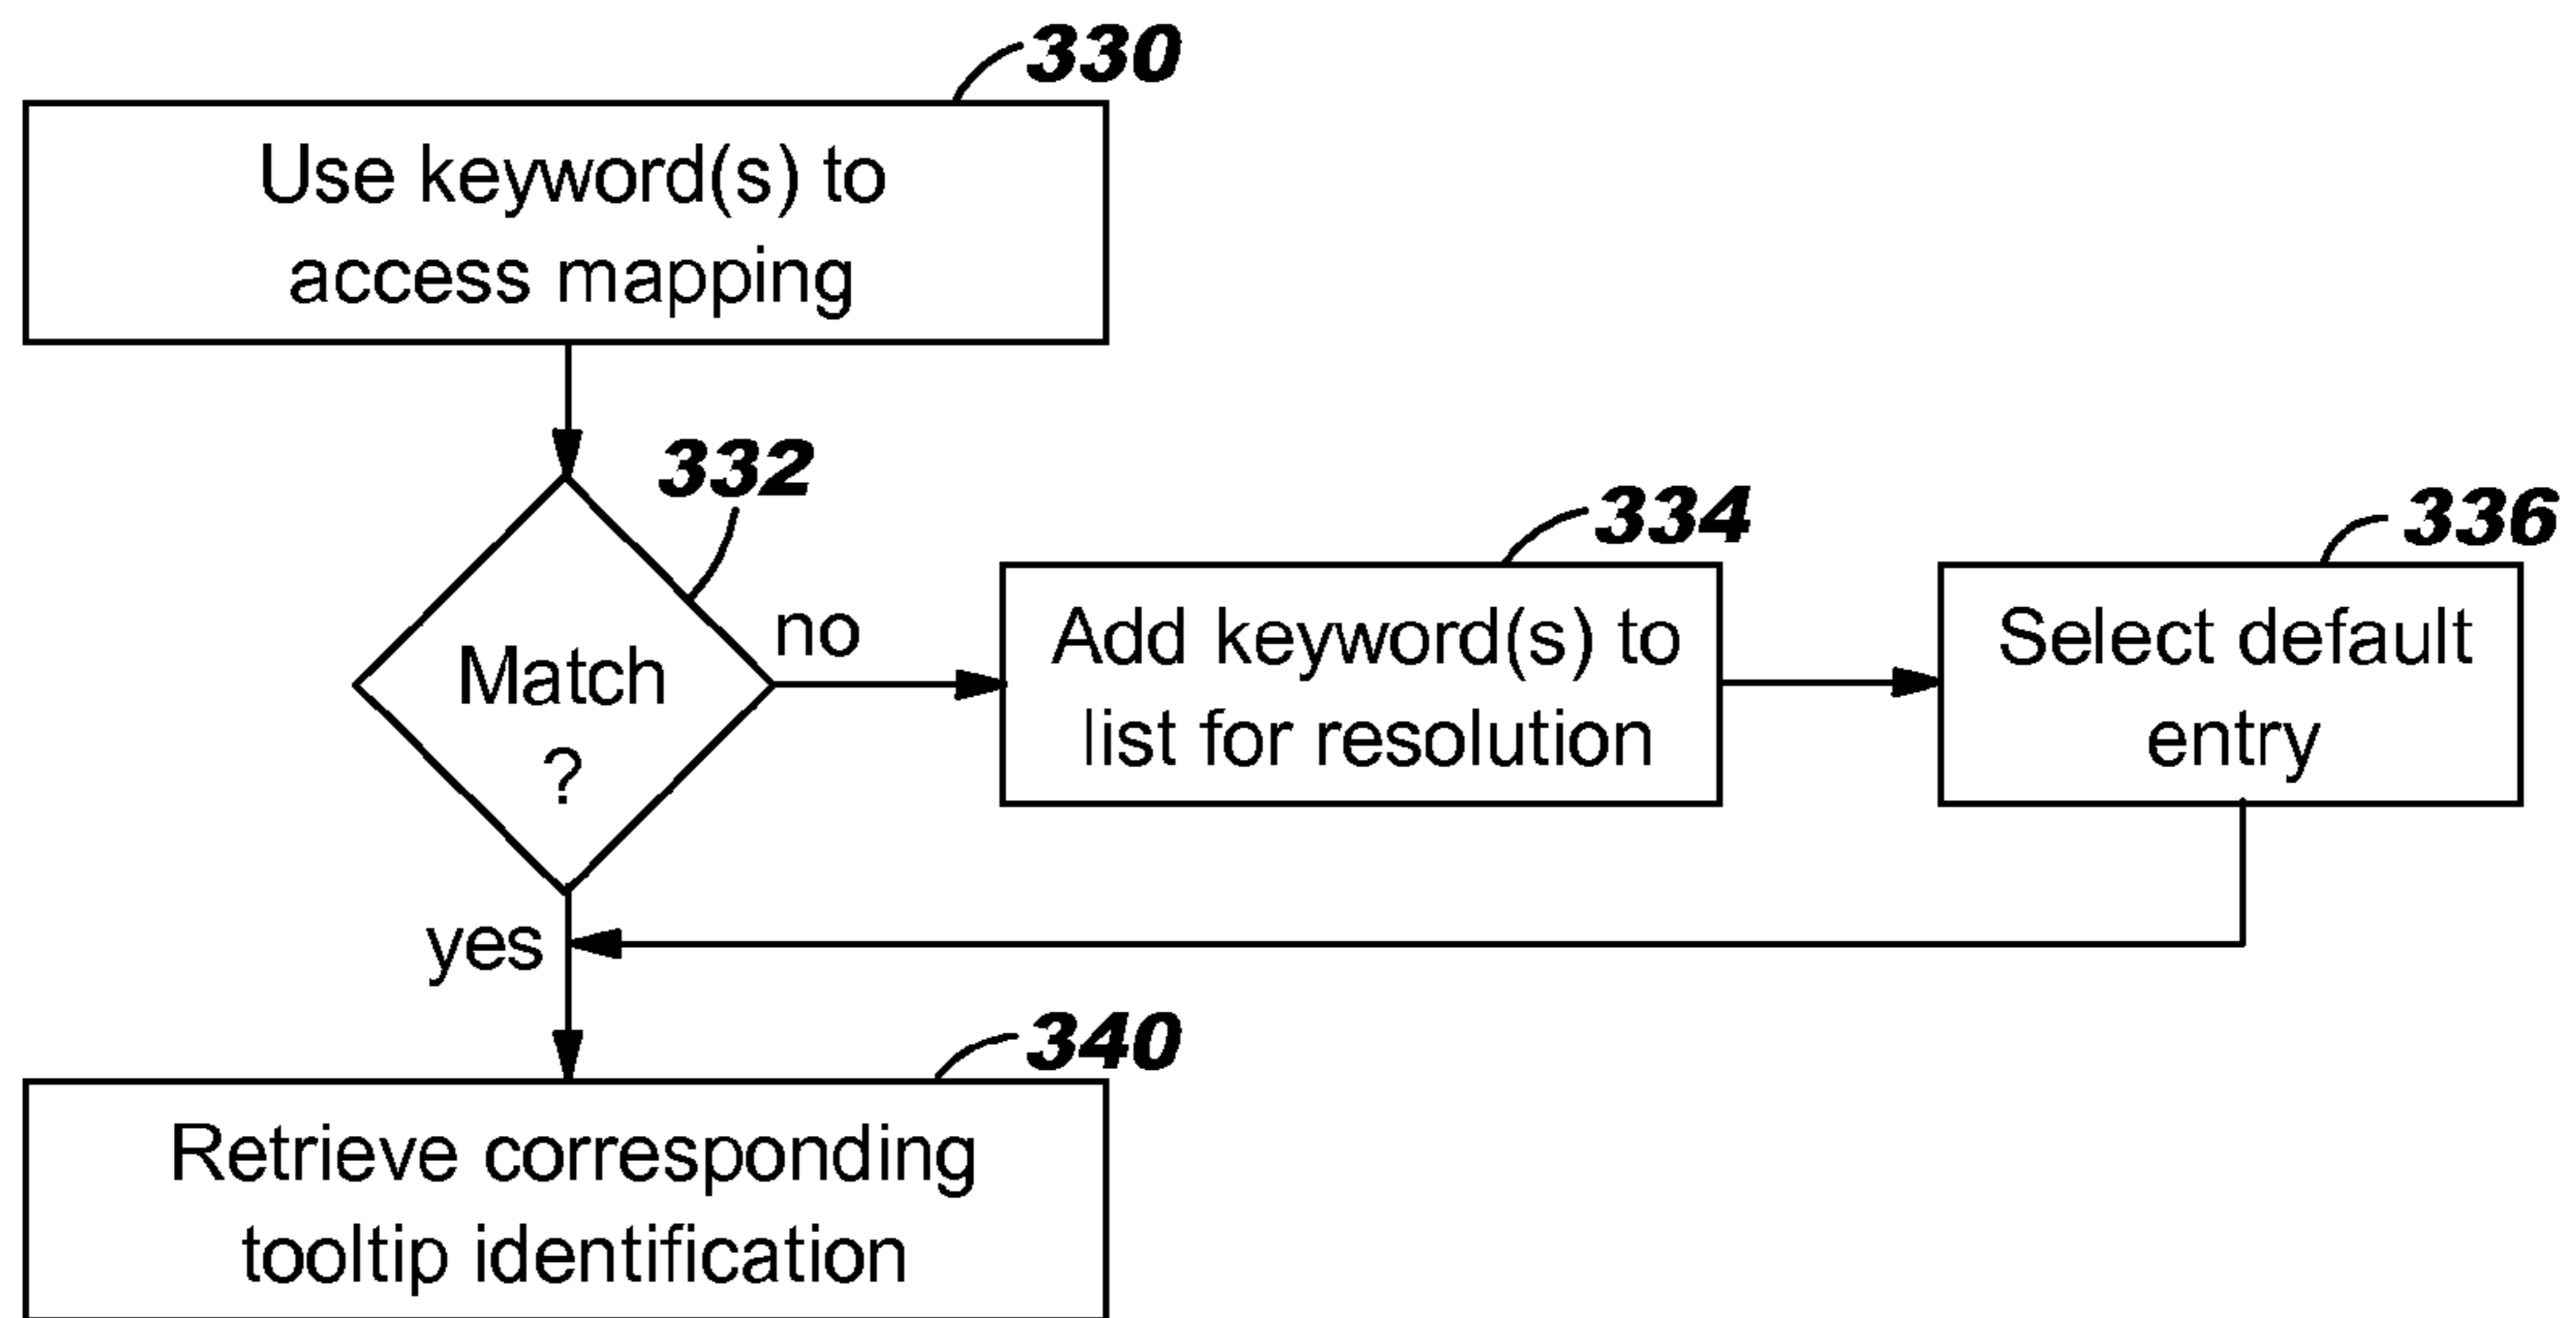 330
Use keyword(s) to
access mapping
332
Match
?
no
334
Add keyword(s) to
list for resolution
336
Select default
entry
yes
340
Retrieve corresponding
tooltip identification